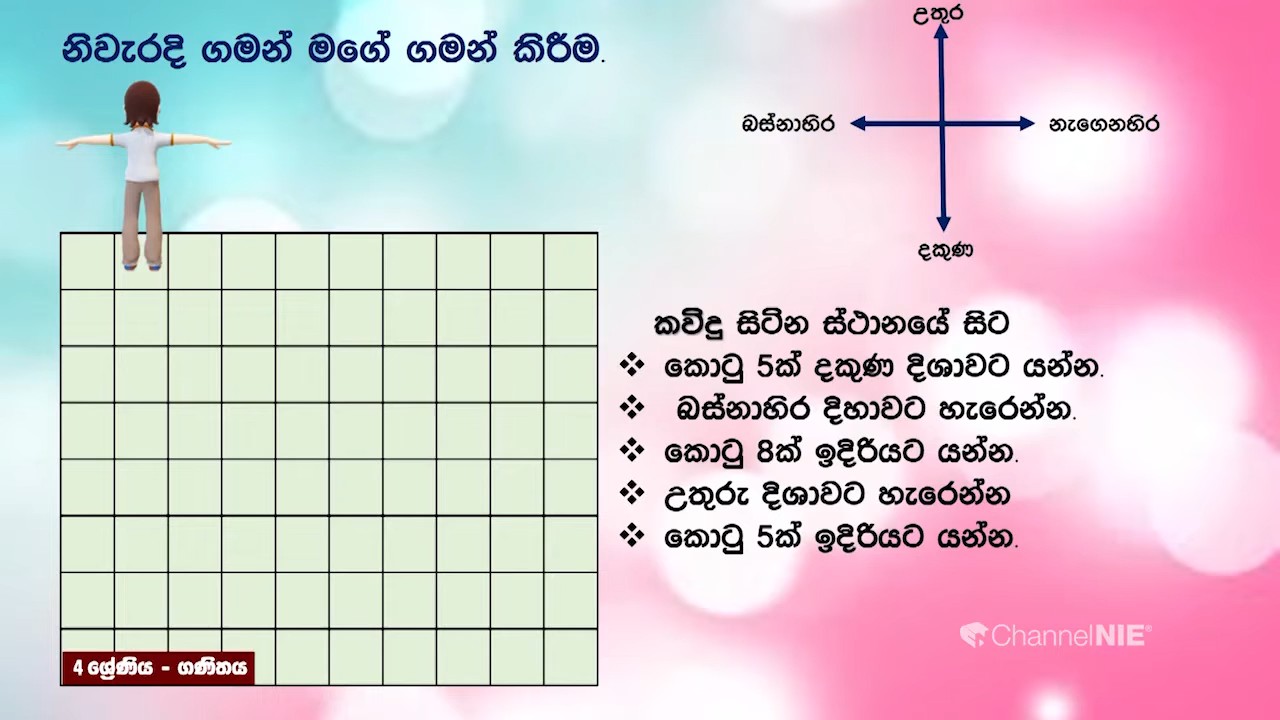 නිවැරදි ගමන් මගේ ගමන් කිරීම.
උතුර
බස්නාහිර
නැගෙනහිර
දකුණ
කවිදු සිටින ස්ථානයේ සිට
❖ කොටු 5ක් දකුණ දිශාවට යන්න.
❖ බස්නාහිර දිහාවට හැරෙන්න.
❖ කොටු 8ක් ඉදිරියට යන්න.
❖ උතුරු දිශාවට හැරෙන්න
❖ කොටු 5ක් ඉදිරියට යන්න.
ChannelNIE®
4 ශ්‍රේණිය - ගණිතය